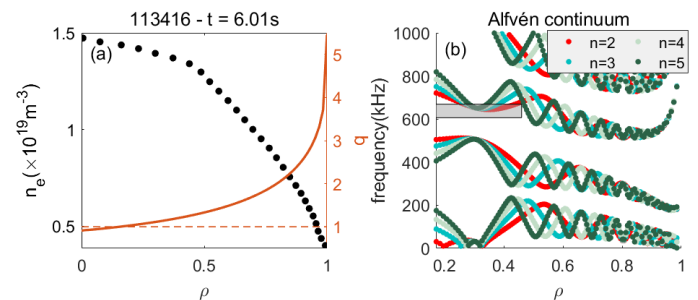 113416 - t = 6.01s
Alfvén continuum
(a)
(b)
n=2
n=4
n=3
n=5
n_e(×10^19m^-3)
1.5
1
0.5
5
4
3
2
1
q
0
0.5
1
ρ
frequency(kHz)
1000
800
600
400
200
0
0.2
0.4
0.6
0.8
1
ρ